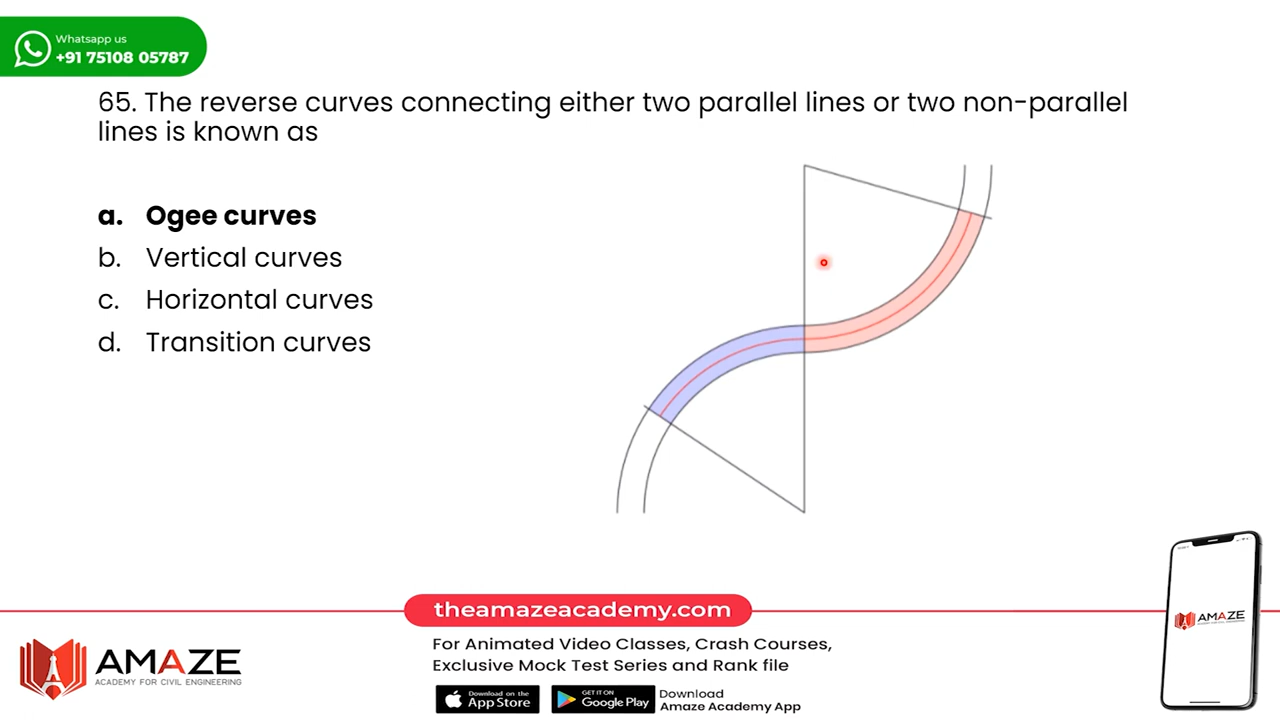 Whatsapp us
+91 75108 05787
65. The reverse curves connecting either two parallel lines or two non-parallel
lines is known as
a. Ogee curves
b. Vertical curves
c. Horizontal curves
d. Transition curves
theamazeacademy.com
For Animated Video Classes, Crash Courses,
Exclusive Mock Test Series and Rank file
AMAZE
ACADEMY FOR CIVIL ENGINEERING
Download on the
App Store
GET IT ON
Google Play
Download
Amaze Academy App
AMAZE